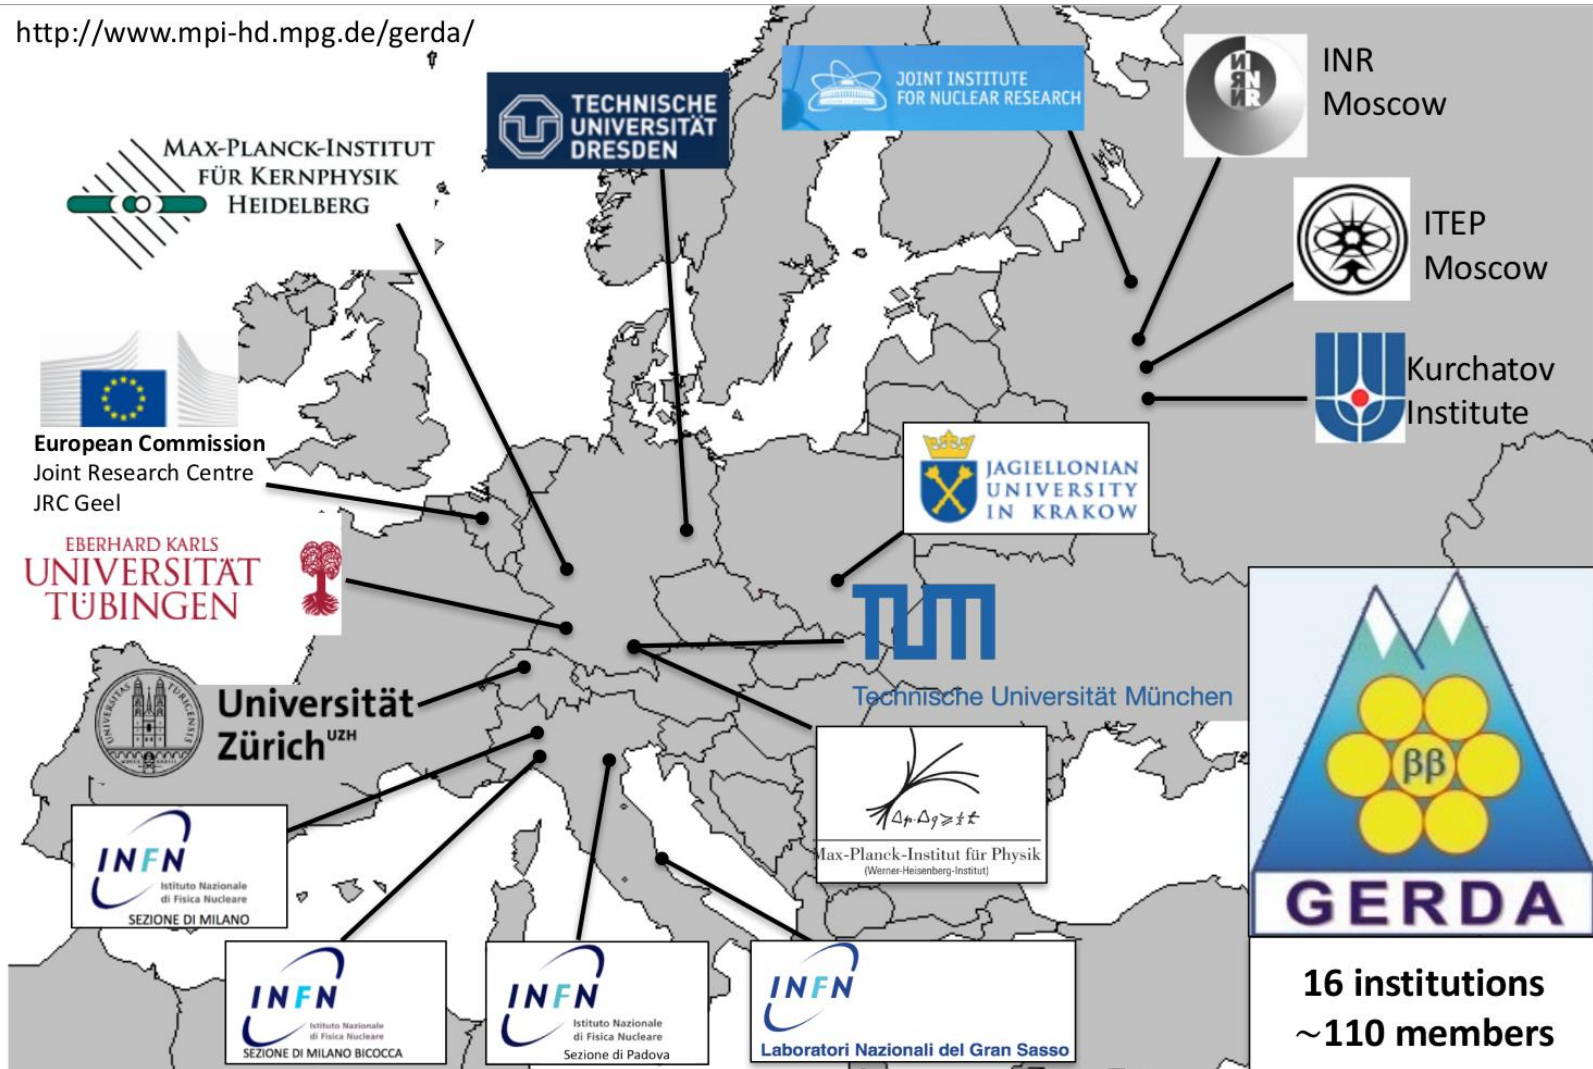 http://www.mpi-hd.mpg.de/gerda/
TECHNISCHE
UNIVERSITÄT
DRESDEN
JOINT INSTITUTE
FOR NUCLEAR RESEARCH
INR
INR
Moscow
MAX-PLANCK-INSTITUT
FÜR KERNPHYSIK
HEIDELBERG
ITEP
Moscow
Kurchatov
Institute
European Commission
Joint Research Centre
JRC Geel
JAGIELLONIAN
UNIVERSITY
IN KRAKOW
EBERHARD KARLS
UNIVERSITÄT
TÜBINGEN
TUM
Technische Universität München
Universität
Zürich UZH
Δp·Δq≥½ħ
Max-Planck-Institut für Physik
(Werner-Heisenberg-Institut)
ββ
GERDA
INFN
Istituto Nazionale
di Fisica Nucleare
SEZIONE DI MILANO
INFN
Istituto Nazionale
di Fisica Nucleare
SEZIONE DI MILANO BICOCCA
INFN
Istituto Nazionale
di Fisica Nucleare
Sezione di Padova
INFN
Laboratori Nazionali del Gran Sasso
16 institutions
~110 members